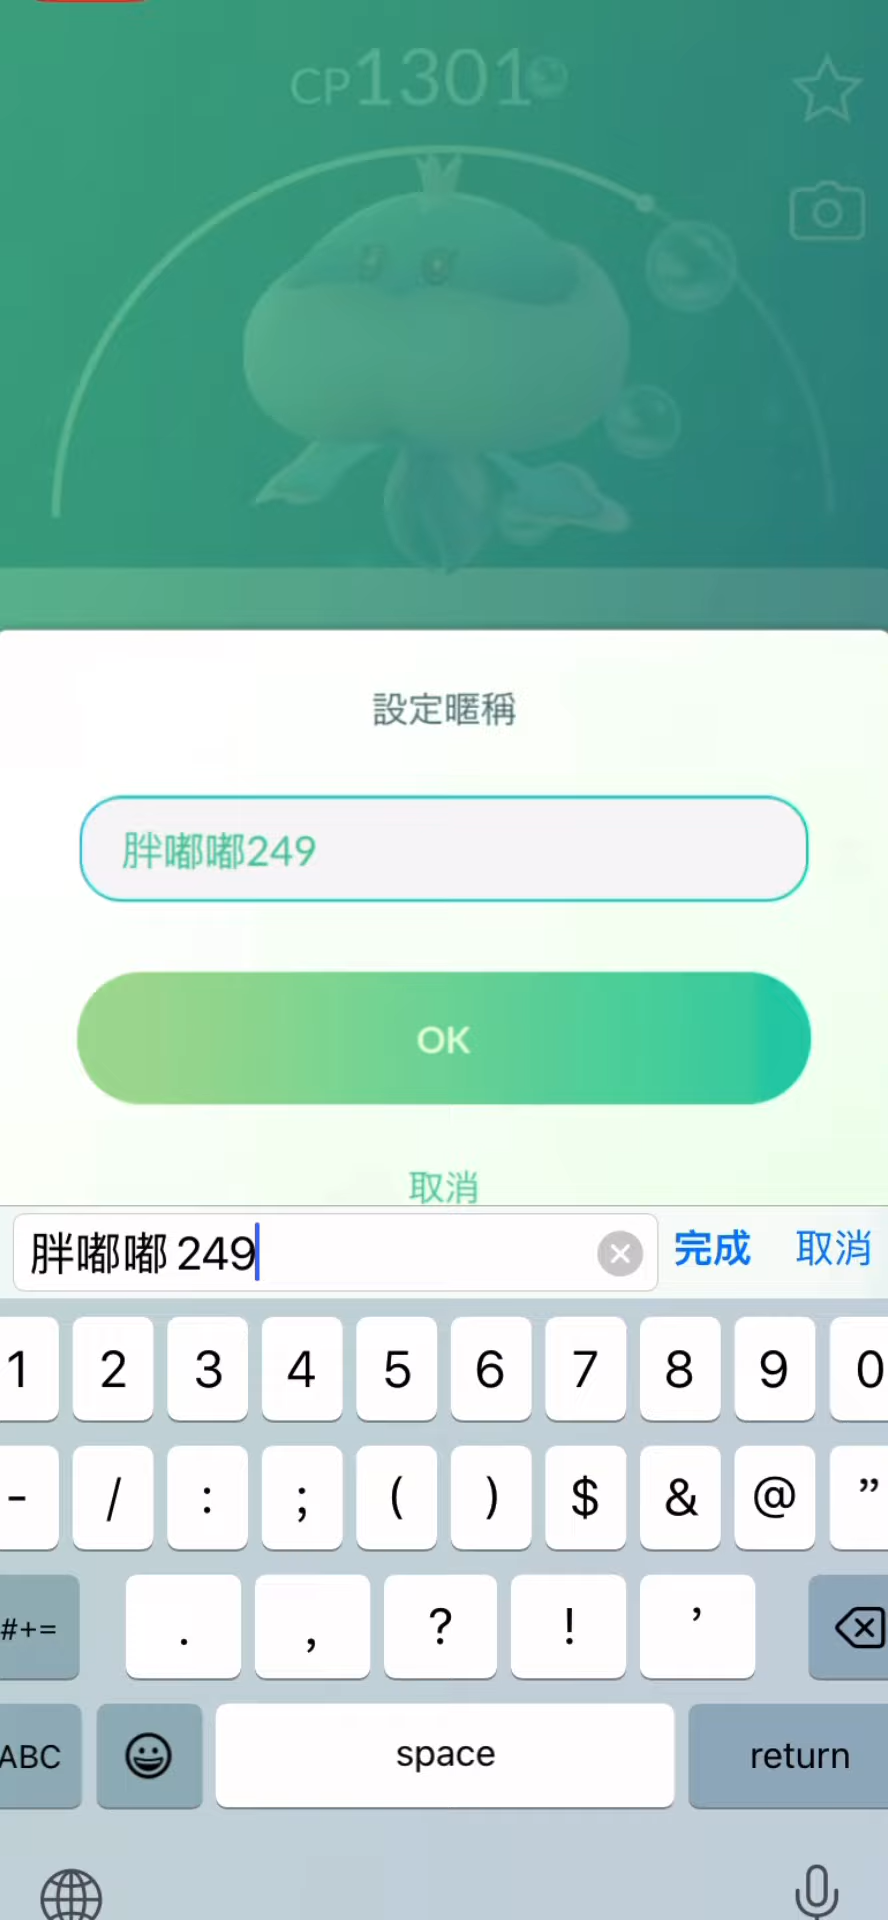 CP1301
設定暱稱
胖嘟嘟249
OK
取消
胖嘟嘟 249 完成 取消
1 2 3 4 5 6 7 8 9 0
- / : ; ( ) $ & @ ”
#+= . , ? ! ’
ABC space return